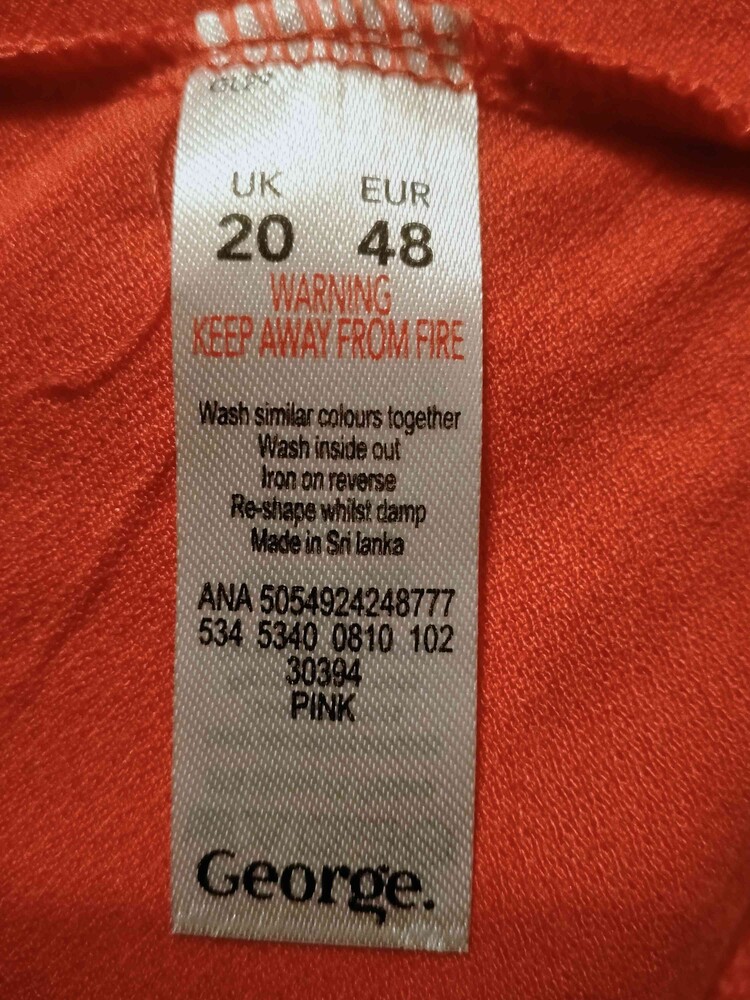 UK EUR
20 48
WARNING
KEEP AWAY FROM FIRE
Wash similar colours together
Wash inside out
Iron on reverse
Re-shape whilst damp
Made in Sri lanka
ANA 5054924248777
534 5340 0810 102
30394
PINK
George.